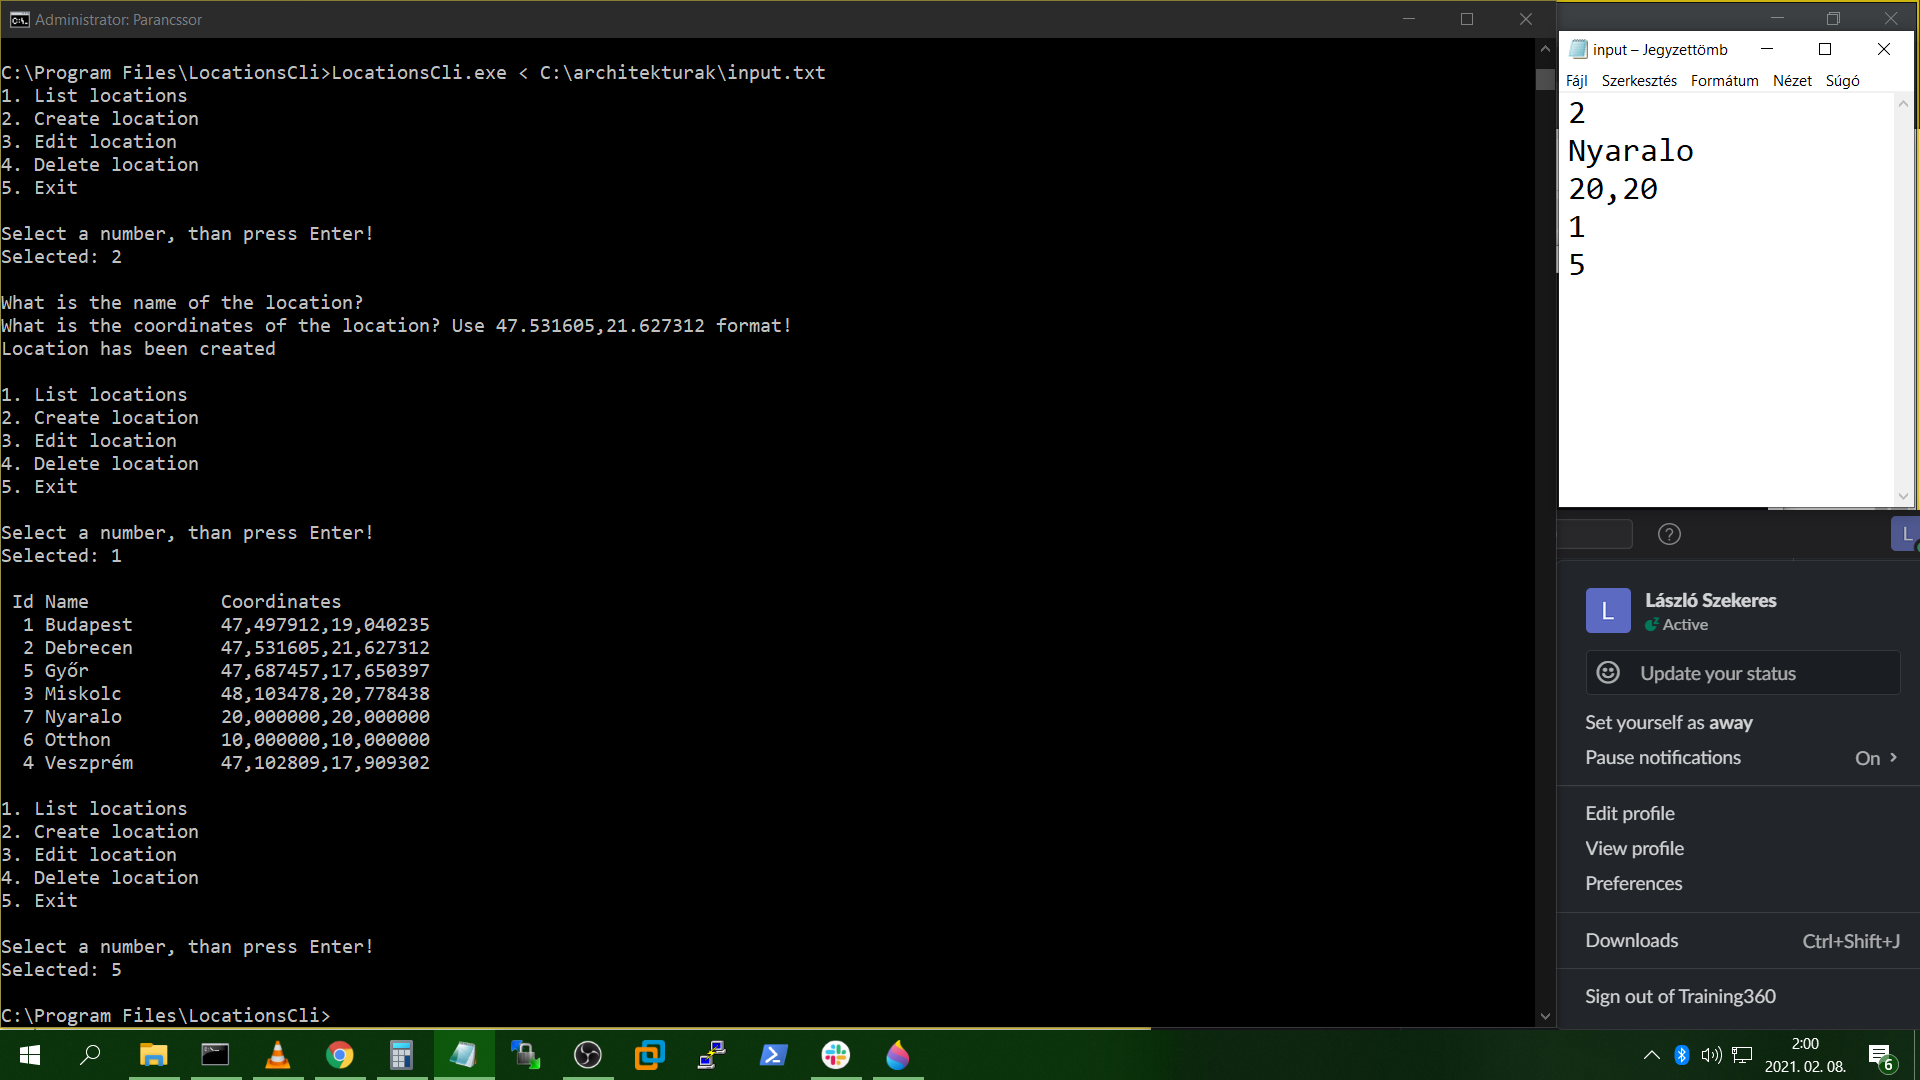 Administrator: Parancssor
C:\Program Files\LocationsCli>LocationsCli.exe < C:\architekturak\input.txt
1. List locations
2. Create location
3. Edit location
4. Delete location
5. Exit
Select a number, than press Enter!
Selected: 2
What is the name of the location?
What is the coordinates of the location? Use 47.531605,21.627312 format!
Location has been created
1. List locations
2. Create location
3. Edit location
4. Delete location
5. Exit
Select a number, than press Enter!
Selected: 1
Id Name Coordinates
1 Budapest 47,497912,19,040235
2 Debrecen 47,531605,21,627312
5 Győr 47,687457,17,650397
3 Miskolc 48,103478,20,778438
7 Nyaralo 20,000000,20,000000
6 Otthon 10,000000,10,000000
4 Veszprém 47,102809,17,909302
1. List locations
2. Create location
3. Edit location
4. Delete location
5. Exit
Select a number, than press Enter!
Selected: 5
C:\Program Files\LocationsCli>
input – Jegyzettömb
Fájl Szerkesztés Formátum Nézet Súgó
2
Nyaralo
20,20
1
5
L
L
László Szekeres
Active
Update your status
Set yourself as away
Pause notifications On
Edit profile
View profile
Preferences
Downloads Ctrl+Shift+J
Sign out of Training360
2:00
2021. 02. 08.
6